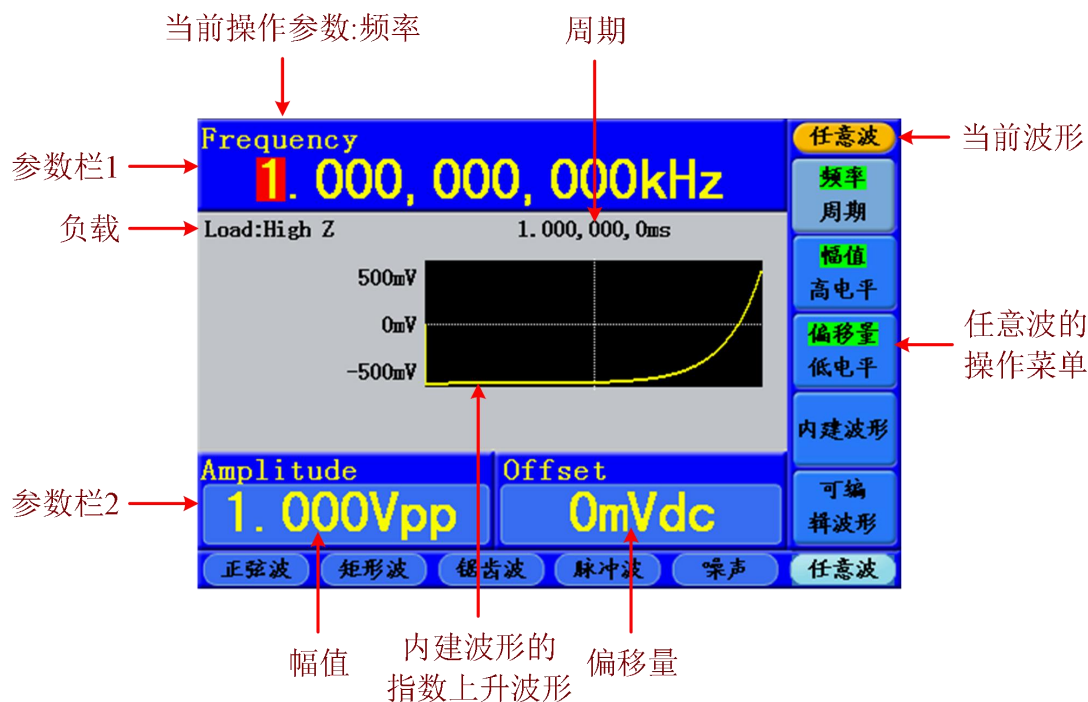 当前操作参数:频率
周期
Frequency
任意波
当前波形
参数栏1
1.000,000,000kHz
频率
周期
负载
Load:High Z
1.000,000,0ms
幅值
高电平
500mV
0mV
-500mV
偏移量
低电平
任意波的
操作菜单
内建波形
Amplitude
Offset
参数栏2
1.000Vpp
0mVdc
可编
辑波形
正弦波
矩形波
锯齿波
脉冲波
噪声
任意波
幅值
内建波形的
指数上升波形
偏移量